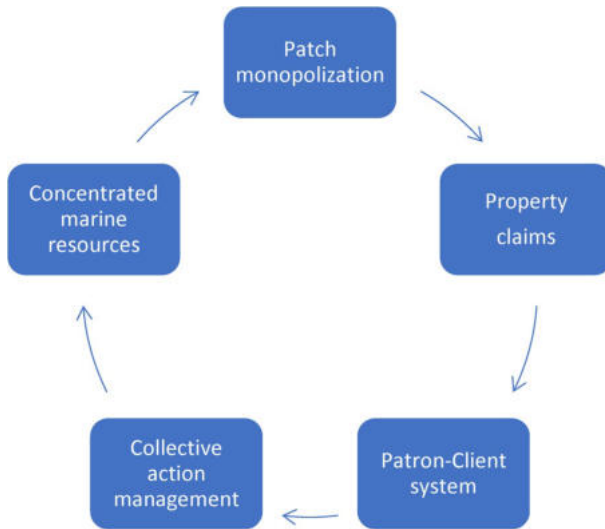 Patch
monopolization
Property
claims
Patron-Client
system
Collective
action
management
Concentrated
marine
resources